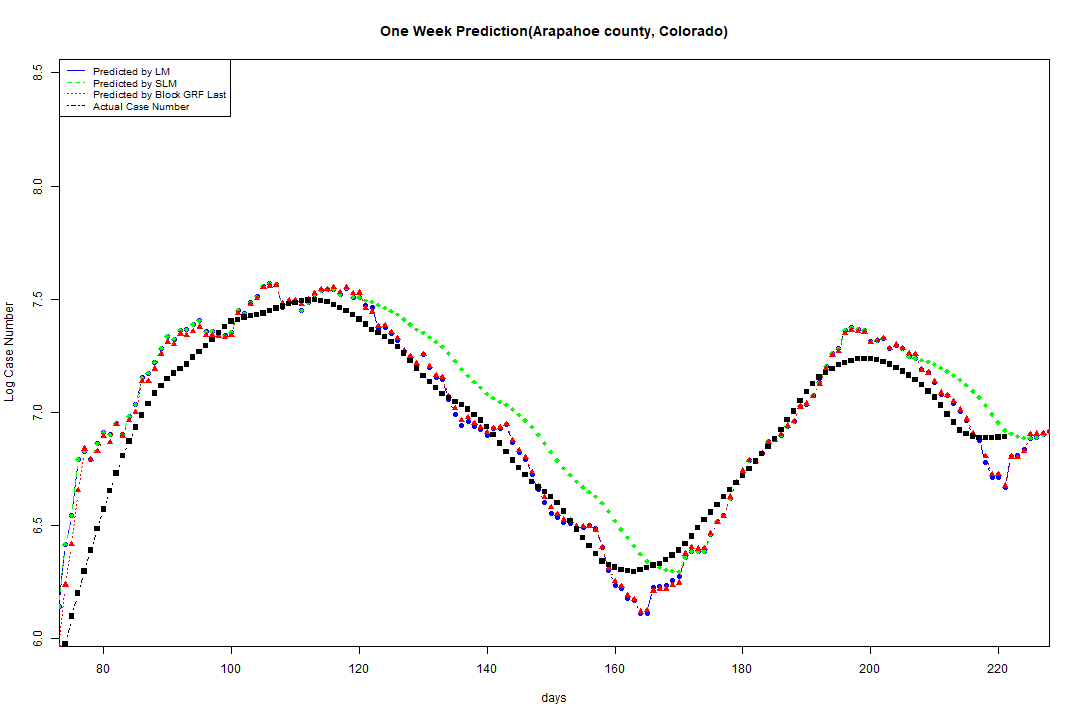 One Week Prediction(Arapahoe county, Colorado)
Predicted by LM
Predicted by SLM
Predicted by Block GRF Last
Actual Case Number
Log Case Number
8.5
8.0
7.5
7.0
6.5
6.0
80 100 120 140 160 180 200 220
days